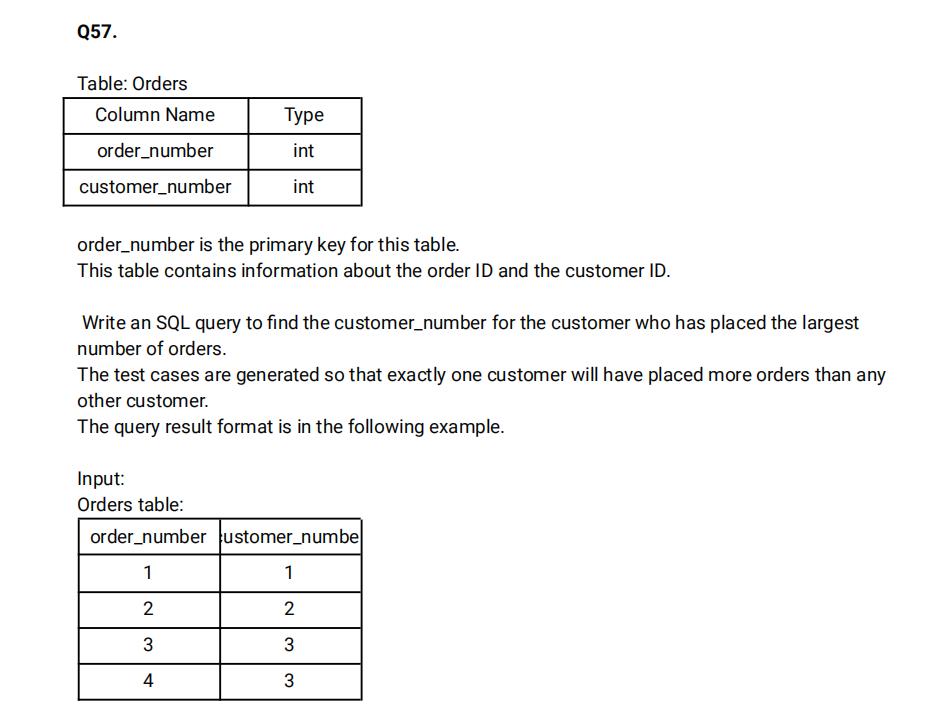 Q57.
Table: Orders
Column Name Type
order_number int
customer_number int
order_number is the primary key for this table.
This table contains information about the order ID and the customer ID.
Write an SQL query to find the customer_number for the customer who has placed the largest
number of orders.
The test cases are generated so that exactly one customer will have placed more orders than any
other customer.
The query result format is in the following example.
Input:
Orders table:
order_number customer_numbe
1 1
2 2
3 3
4 3